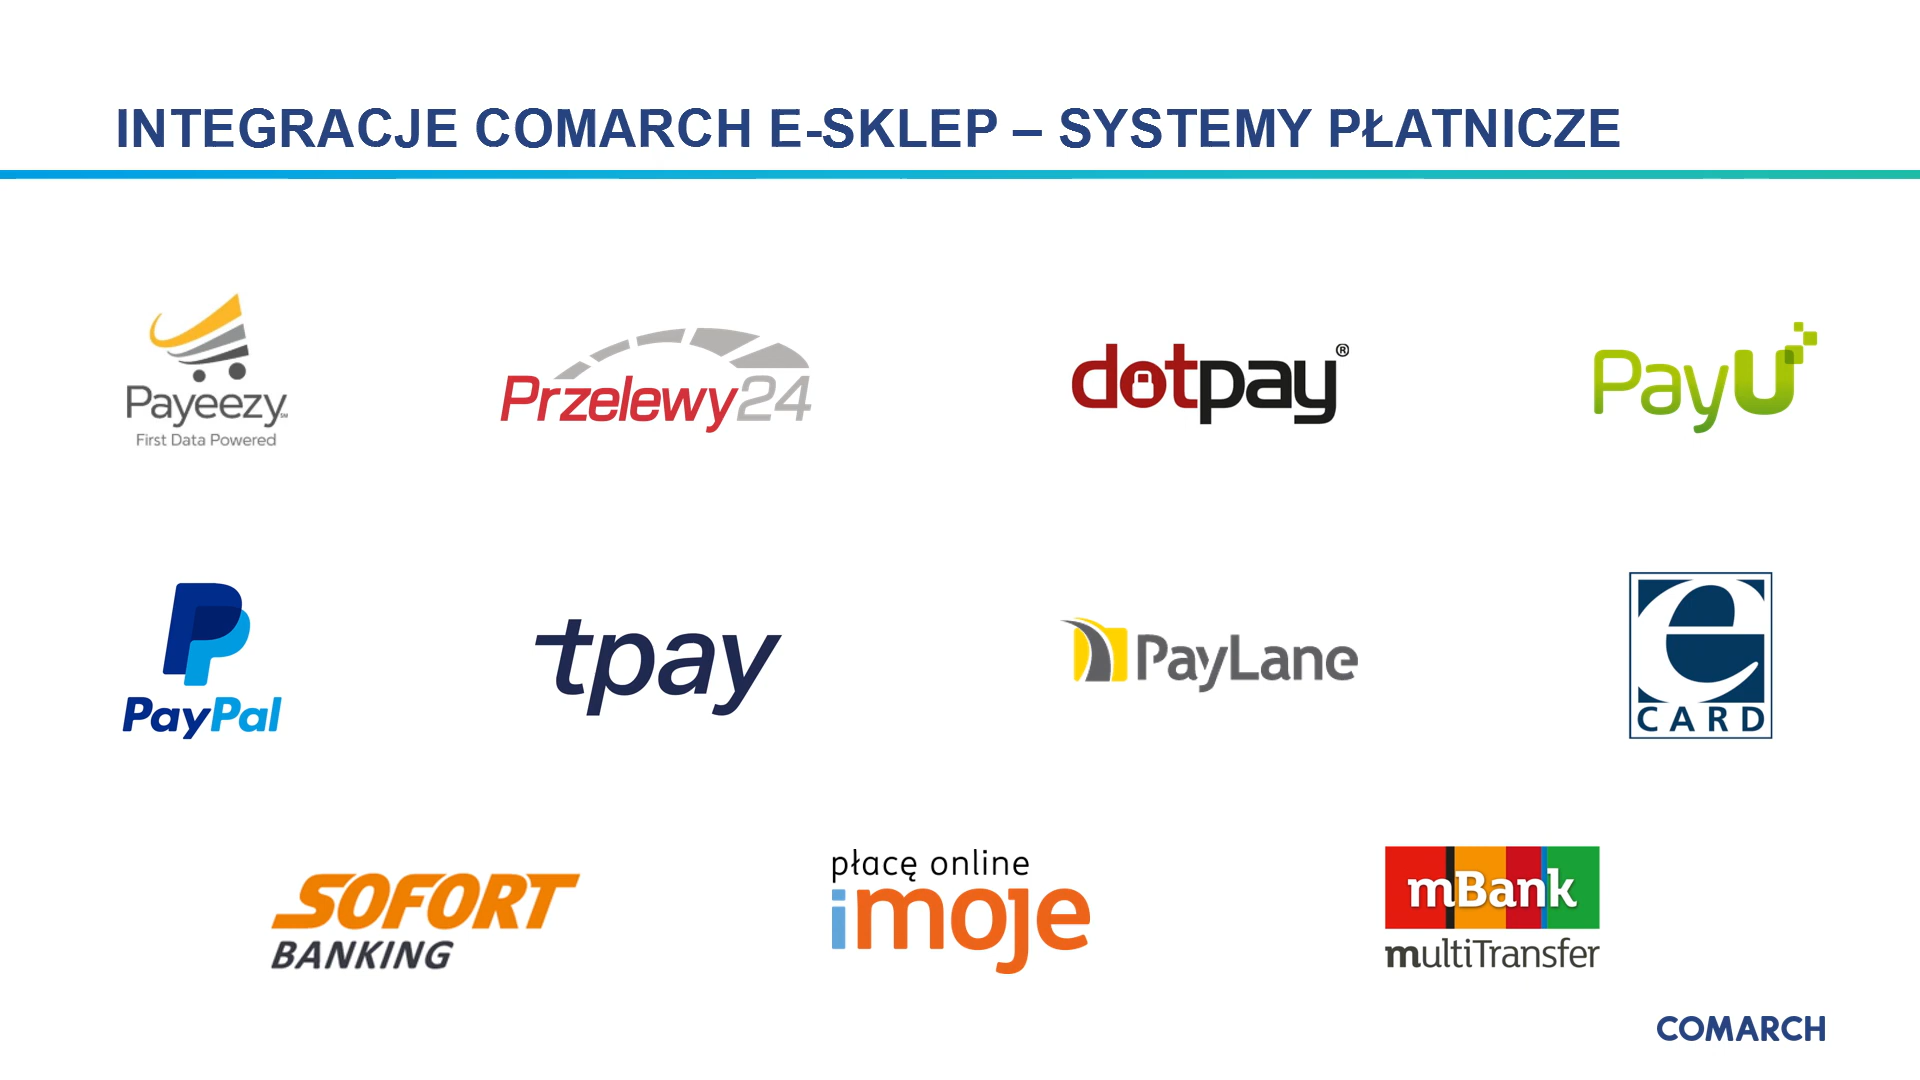 INTEGRACJE COMARCH E-SKLEP – SYSTEMY PŁATNICZE
Payeezy℠
First Data Powered
Przelewy24
dotpay®
PayU
PayPal
tpay
PayLane
e
CARD
SOFORT
BANKING
płacę online
imoje
mBank
multiTransfer
COMARCH